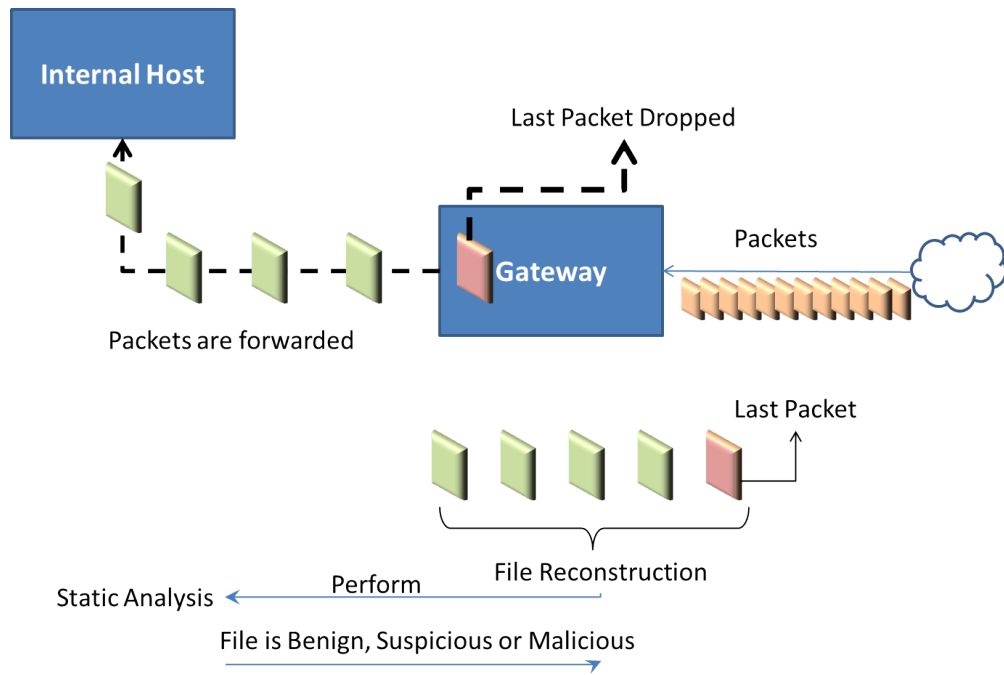 Internal Host
Last Packet Dropped
Packets
Gateway
Packets are forwarded
Last Packet
File Reconstruction
Perform
Static Analysis
File is Benign, Suspicious or Malicious